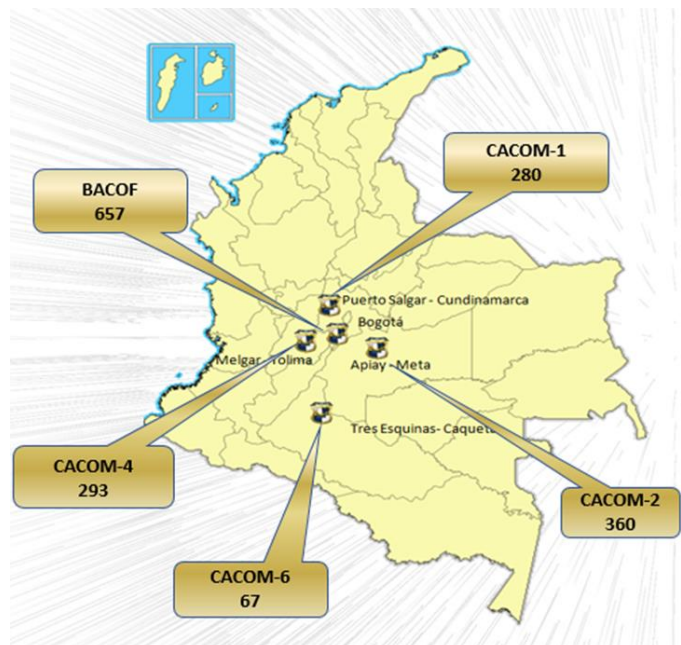 CACOM-1
280
BACOF
657
Puerto Salgar - Cundinamarca
Bogotá
Melgar - Tolima
Apiay - Meta
Tres Esquinas- Caqueta
CACOM-4
293
CACOM-2
360
CACOM-6
67